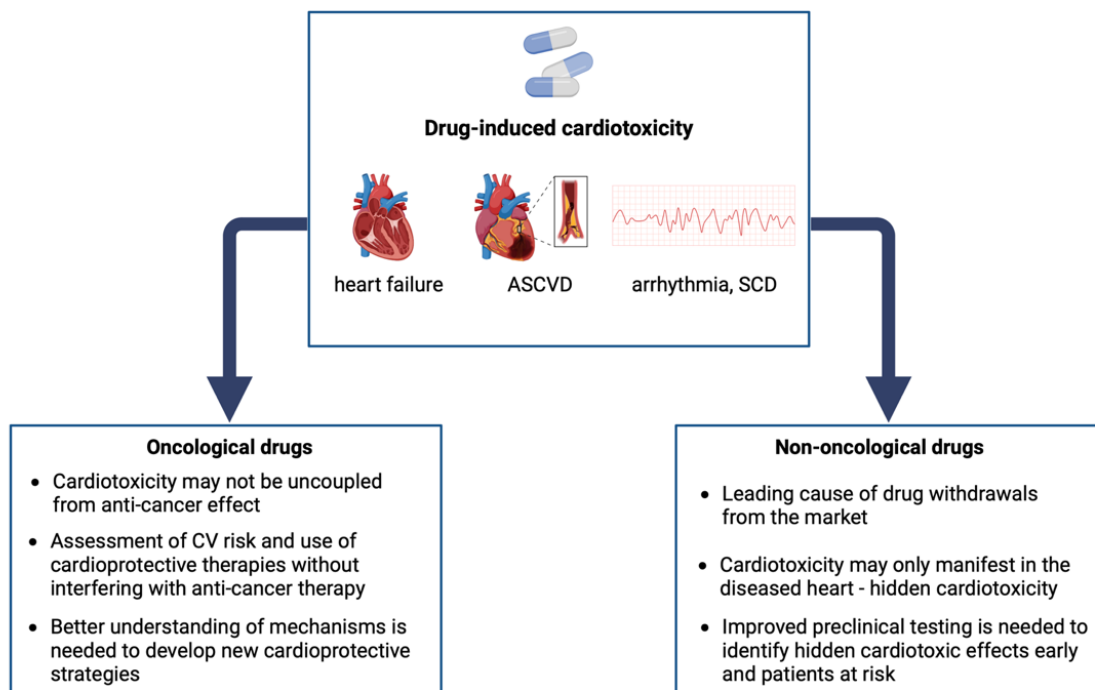 Drug-induced cardiotoxicity
heart failure
ASCVD
arrhythmia, SCD
Oncological drugs
• Cardiotoxicity may not be uncoupled
from anti-cancer effect
• Assessment of CV risk and use of
cardioprotective therapies without
interfering with anti-cancer therapy
• Better understanding of mechanisms is
needed to develop new cardioprotective
strategies
Non-oncological drugs
• Leading cause of drug withdrawals
from the market
• Cardiotoxicity may only manifest in the
diseased heart - hidden cardiotoxicity
• Improved preclinical testing is needed to
identify hidden cardiotoxic effects early
and patients at risk